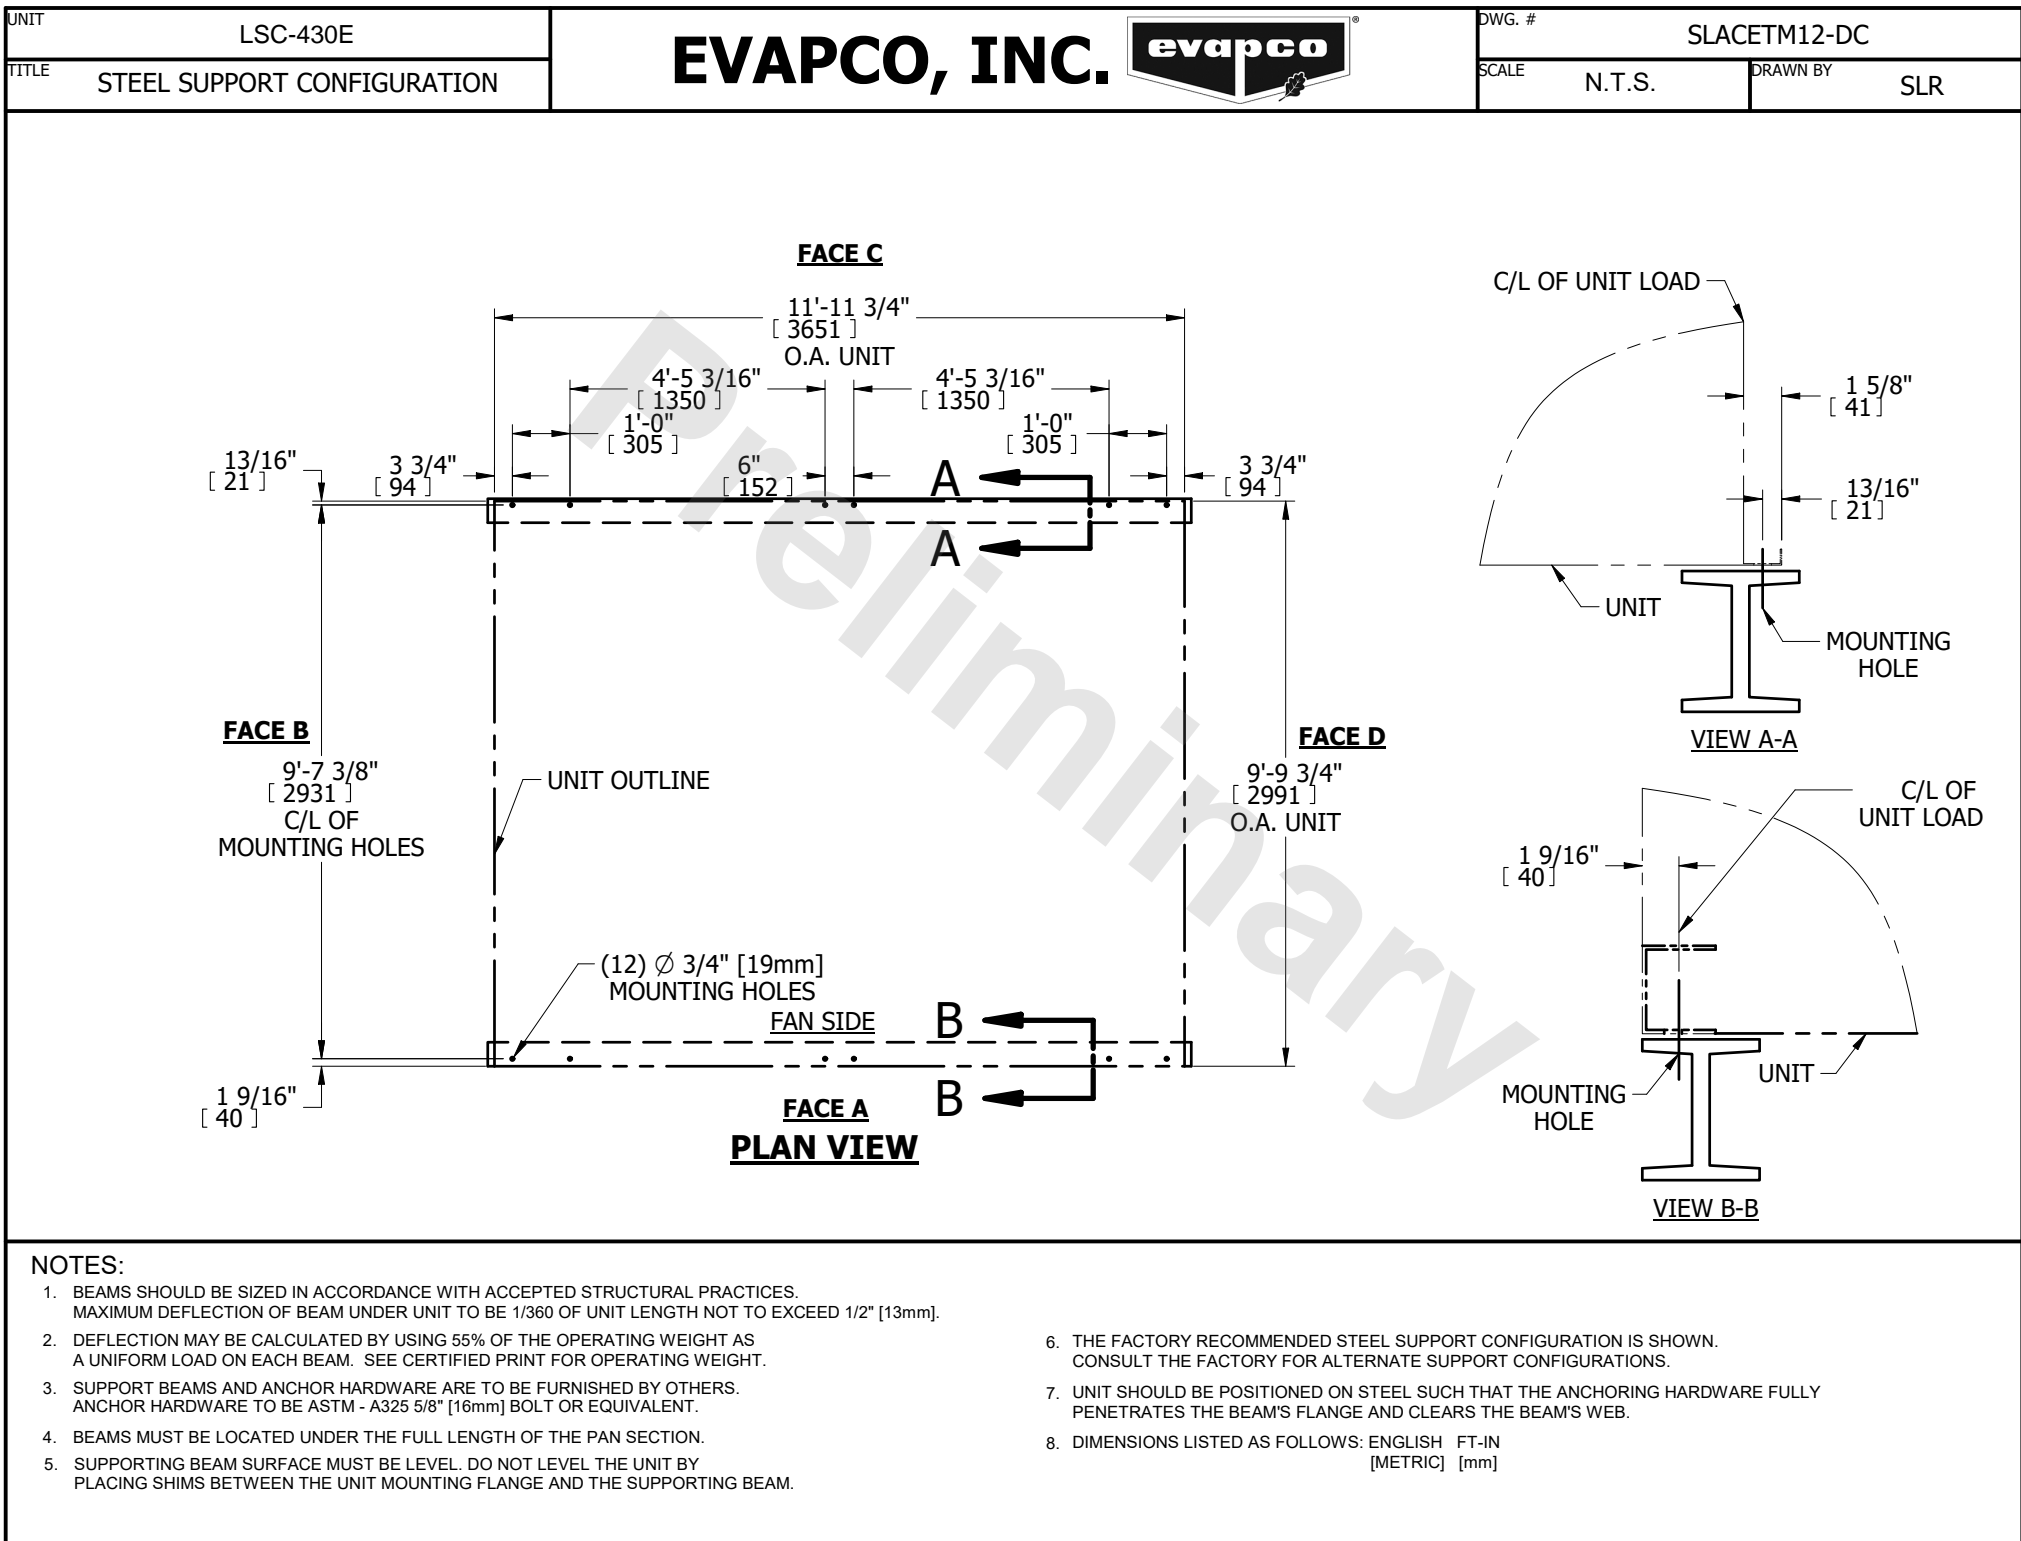 UNIT
LSC-430E
TITLE
STEEL SUPPORT CONFIGURATION
EVAPCO, INC.
evapco
®
DWG. #
SLACETM12-DC
SCALE
N.T.S.
DRAWN BY
SLR
FACE C
11'-11 3/4"
[ 3651 ]
O.A. UNIT
4'-5 3/16"
[ 1350 ]
4'-5 3/16"
[ 1350 ]
1'-0"
[ 305 ]
1'-0"
[ 305 ]
13/16"
[ 21 ]
3 3/4"
[ 94 ]
6"
[ 152 ]
A
3 3/4"
[ 94 ]
A
FACE B
9'-7 3/8"
[ 2931 ]
C/L OF
MOUNTING HOLES
UNIT OUTLINE
FACE D
9'-9 3/4"
[ 2991 ]
O.A. UNIT
(12) Ø 3/4" [19mm]
MOUNTING HOLES
FAN SIDE
B
B
1 9/16"
[ 40 ]
FACE A
PLAN VIEW
Preliminary
C/L OF UNIT LOAD
1 5/8"
[ 41 ]
13/16"
[ 21 ]
UNIT
MOUNTING
HOLE
VIEW A-A
C/L OF
UNIT LOAD
1 9/16"
[ 40 ]
UNIT
MOUNTING
HOLE
VIEW B-B
NOTES:
1. BEAMS SHOULD BE SIZED IN ACCORDANCE WITH ACCEPTED STRUCTURAL PRACTICES.
MAXIMUM DEFLECTION OF BEAM UNDER UNIT TO BE 1/360 OF UNIT LENGTH NOT TO EXCEED 1/2" [13mm].
2. DEFLECTION MAY BE CALCULATED BY USING 55% OF THE OPERATING WEIGHT AS
A UNIFORM LOAD ON EACH BEAM. SEE CERTIFIED PRINT FOR OPERATING WEIGHT.
3. SUPPORT BEAMS AND ANCHOR HARDWARE ARE TO BE FURNISHED BY OTHERS.
ANCHOR HARDWARE TO BE ASTM - A325 5/8" [16mm] BOLT OR EQUIVALENT.
4. BEAMS MUST BE LOCATED UNDER THE FULL LENGTH OF THE PAN SECTION.
5. SUPPORTING BEAM SURFACE MUST BE LEVEL. DO NOT LEVEL THE UNIT BY
PLACING SHIMS BETWEEN THE UNIT MOUNTING FLANGE AND THE SUPPORTING BEAM.
6. THE FACTORY RECOMMENDED STEEL SUPPORT CONFIGURATION IS SHOWN.
CONSULT THE FACTORY FOR ALTERNATE SUPPORT CONFIGURATIONS.
7. UNIT SHOULD BE POSITIONED ON STEEL SUCH THAT THE ANCHORING HARDWARE FULLY
PENETRATES THE BEAM'S FLANGE AND CLEARS THE BEAM'S WEB.
8. DIMENSIONS LISTED AS FOLLOWS: ENGLISH FT-IN
[METRIC] [mm]